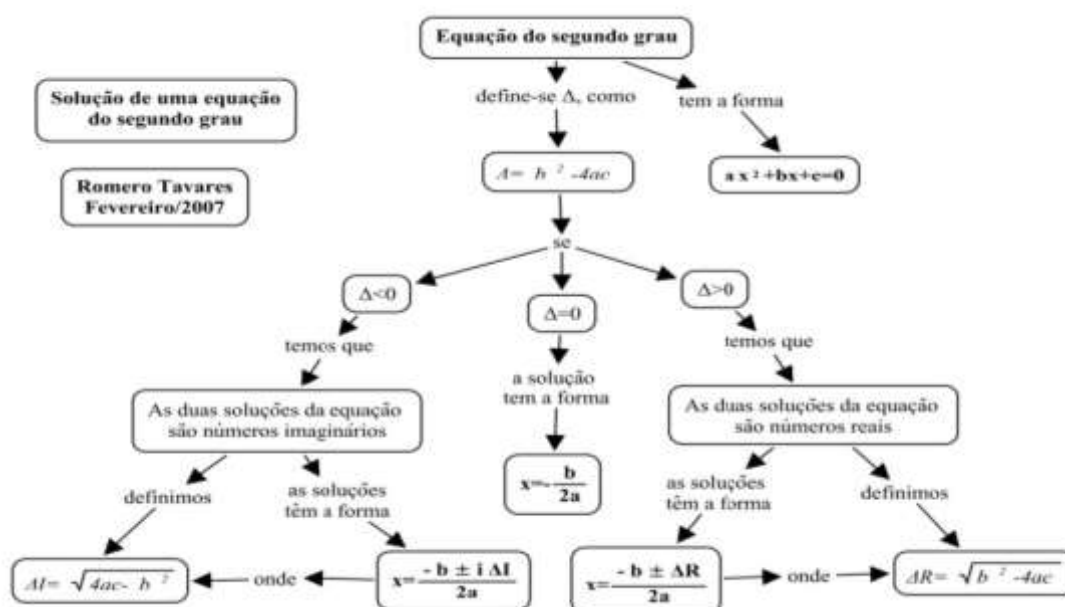 Equação do segundo grau
Solução de uma equação
do segundo grau
Romero Tavares
Fevereiro/2007
define-se Δ, como
tem a forma
Δ= b ² -4ac
a x² +bx+c=0
se
Δ<0
Δ=0
Δ>0
temos que
a solução
tem a forma
temos que
As duas soluções da equação
são números imaginários
x=- b/2a
As duas soluções da equação
são números reais
definimos
as soluções
têm a forma
as soluções
têm a forma
definimos
ΔI= √(4ac- b ²)
onde
x= (- b ± i ΔI)/2a
x= (- b ± ΔR)/2a
onde
ΔR= √(b ² -4ac)